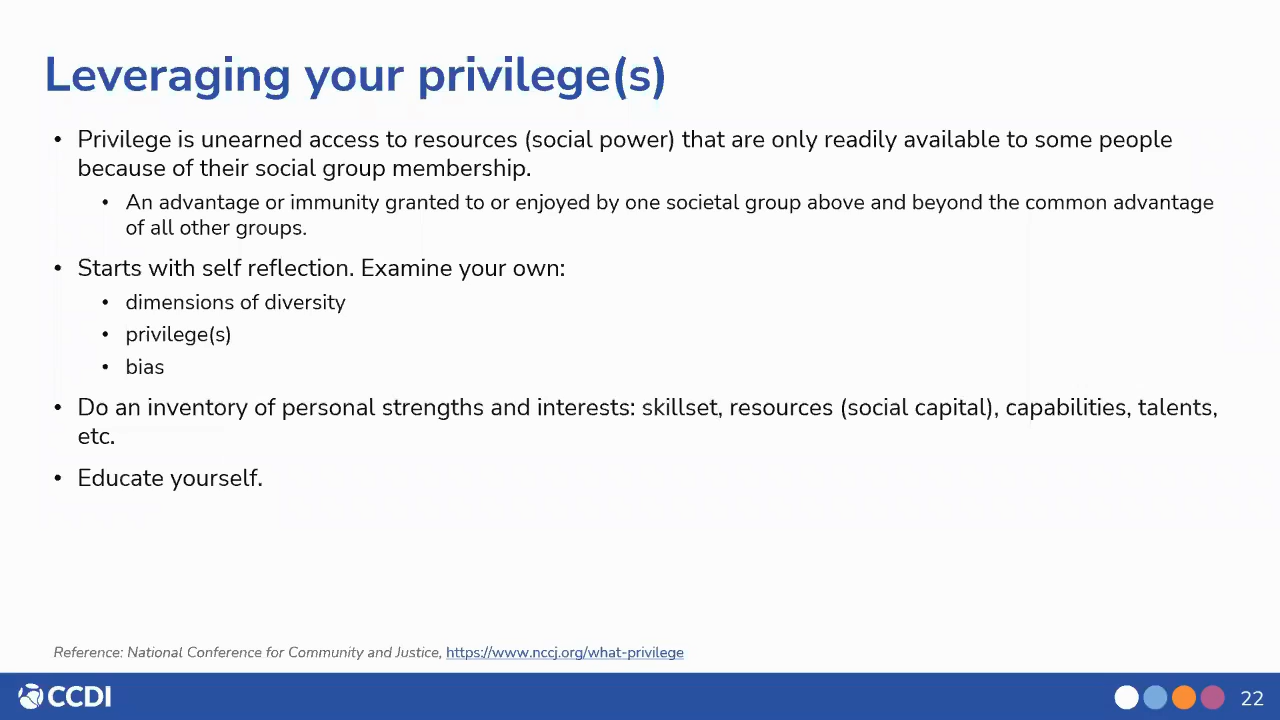 Leveraging your privilege(s)
• Privilege is unearned access to resources (social power) that are only readily available to some people
because of their social group membership.
• An advantage or immunity granted to or enjoyed by one societal group above and beyond the common advantage
of all other groups.
• Starts with self reflection. Examine your own:
• dimensions of diversity
• privilege(s)
• bias
• Do an inventory of personal strengths and interests: skillset, resources (social capital), capabilities, talents,
etc.
• Educate yourself.
Reference: National Conference for Community and Justice, https://www.nccj.org/what-privilege
CCDI
22